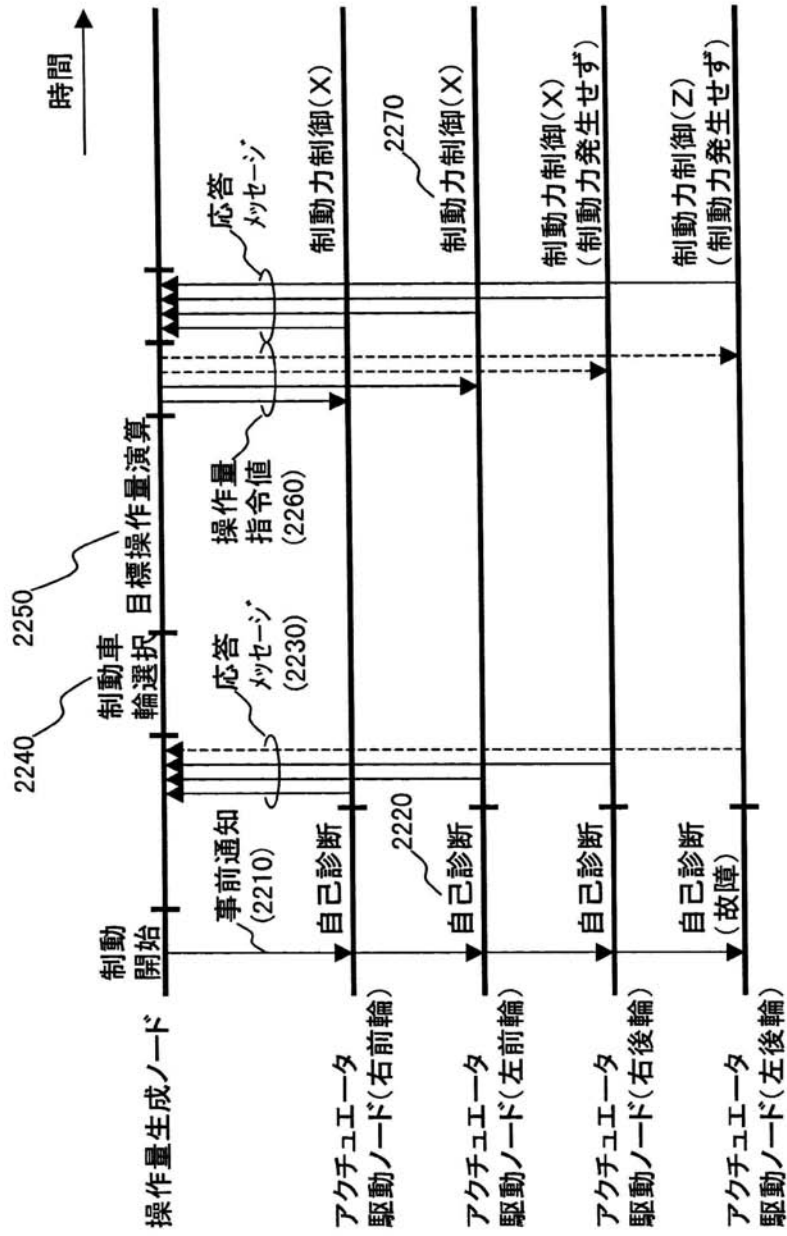 時間
操作量生成ノード
制動
開始
2240
制動車
輪選択
2250
目標操作量演算
事前通知
(2210)
応答
メッセージ
(2230)
操作量
指令値
(2260)
応答
メッセージ
アクチュエータ
駆動ノード(右前輪)
自己診断
制動力制御(X)
2220
2270
アクチュエータ
駆動ノード(左前輪)
自己診断
制動力制御(X)
アクチュエータ
駆動ノード(右後輪)
自己診断
制動力制御(X)
(制動力発生せず)
アクチュエータ
駆動ノード(左後輪)
自己診断
(故障)
制動力制御(Z)
(制動力発生せず)